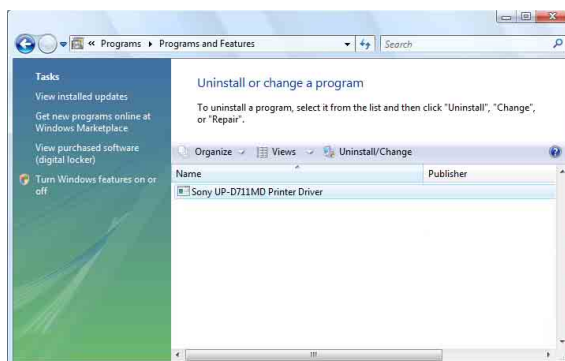 « Programs ▸ Programs and Features
Search
Tasks
View installed updates
Get new programs online at
Windows Marketplace
View purchased software
(digital locker)
Turn Windows features on or
off
Uninstall or change a program
To uninstall a program, select it from the list and then click "Uninstall", "Change",
or "Repair".
Organize
Views
Uninstall/Change
Name
Publisher
Sony UP-D711MD Printer Driver